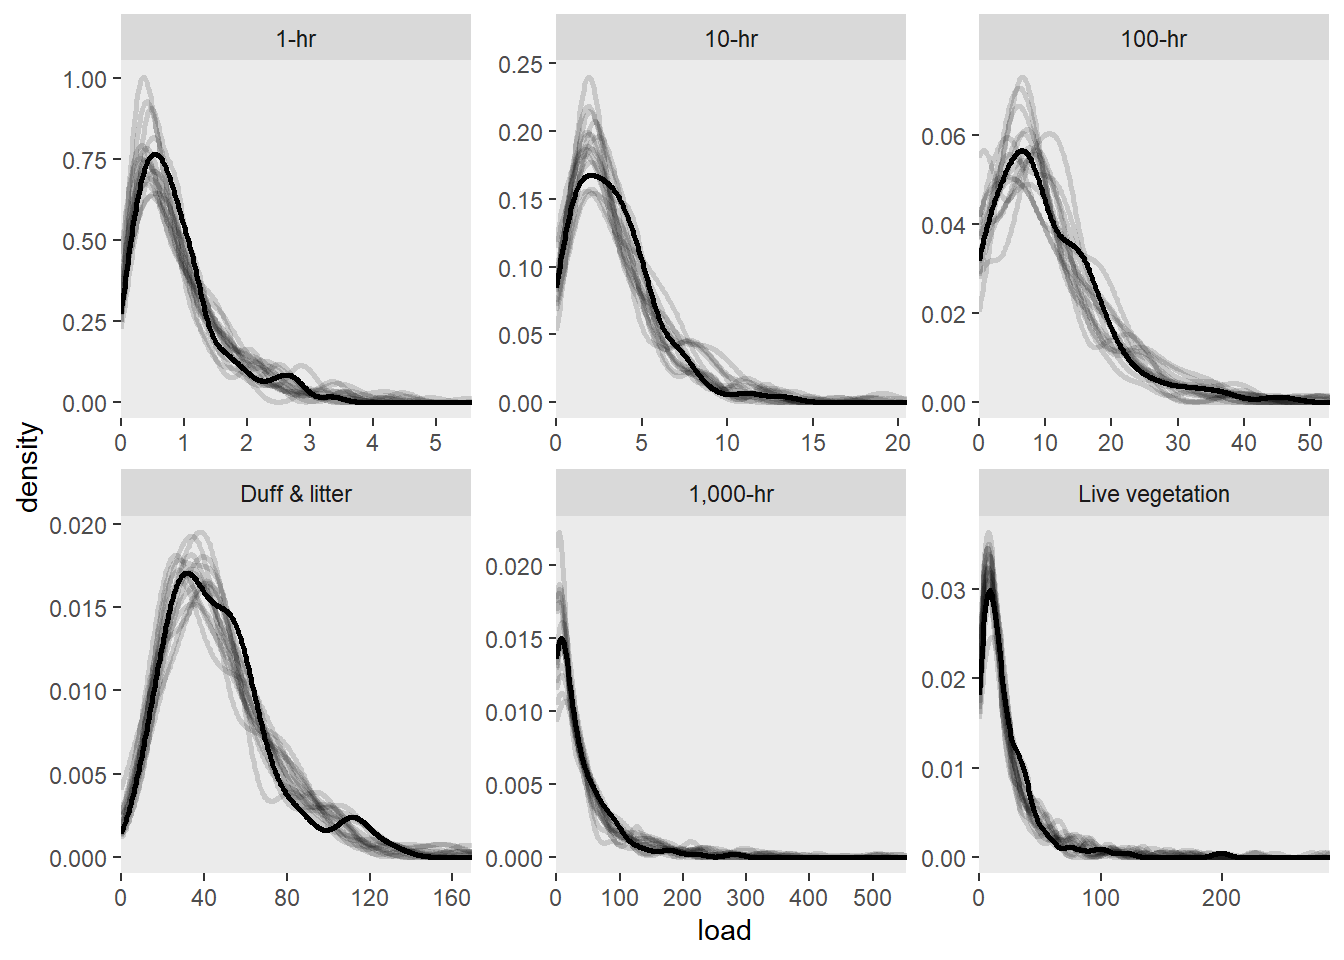 1-hr
10-hr
100-hr
1.00
0.75
0.50
0.25
0.00
0.25
0.20
0.15
0.10
0.05
0.00
0.06
0.04
0.02
0.00
0 1 2 3 4 5
0 5 10 15 20
0 10 20 30 40 50
density
Duff & litter
1,000-hr
Live vegetation
0.020
0.015
0.010
0.005
0.000
0.020
0.015
0.010
0.005
0.000
0.03
0.02
0.01
0.00
0 40 80 120 160
0 100 200 300 400 500
0 100 200
load